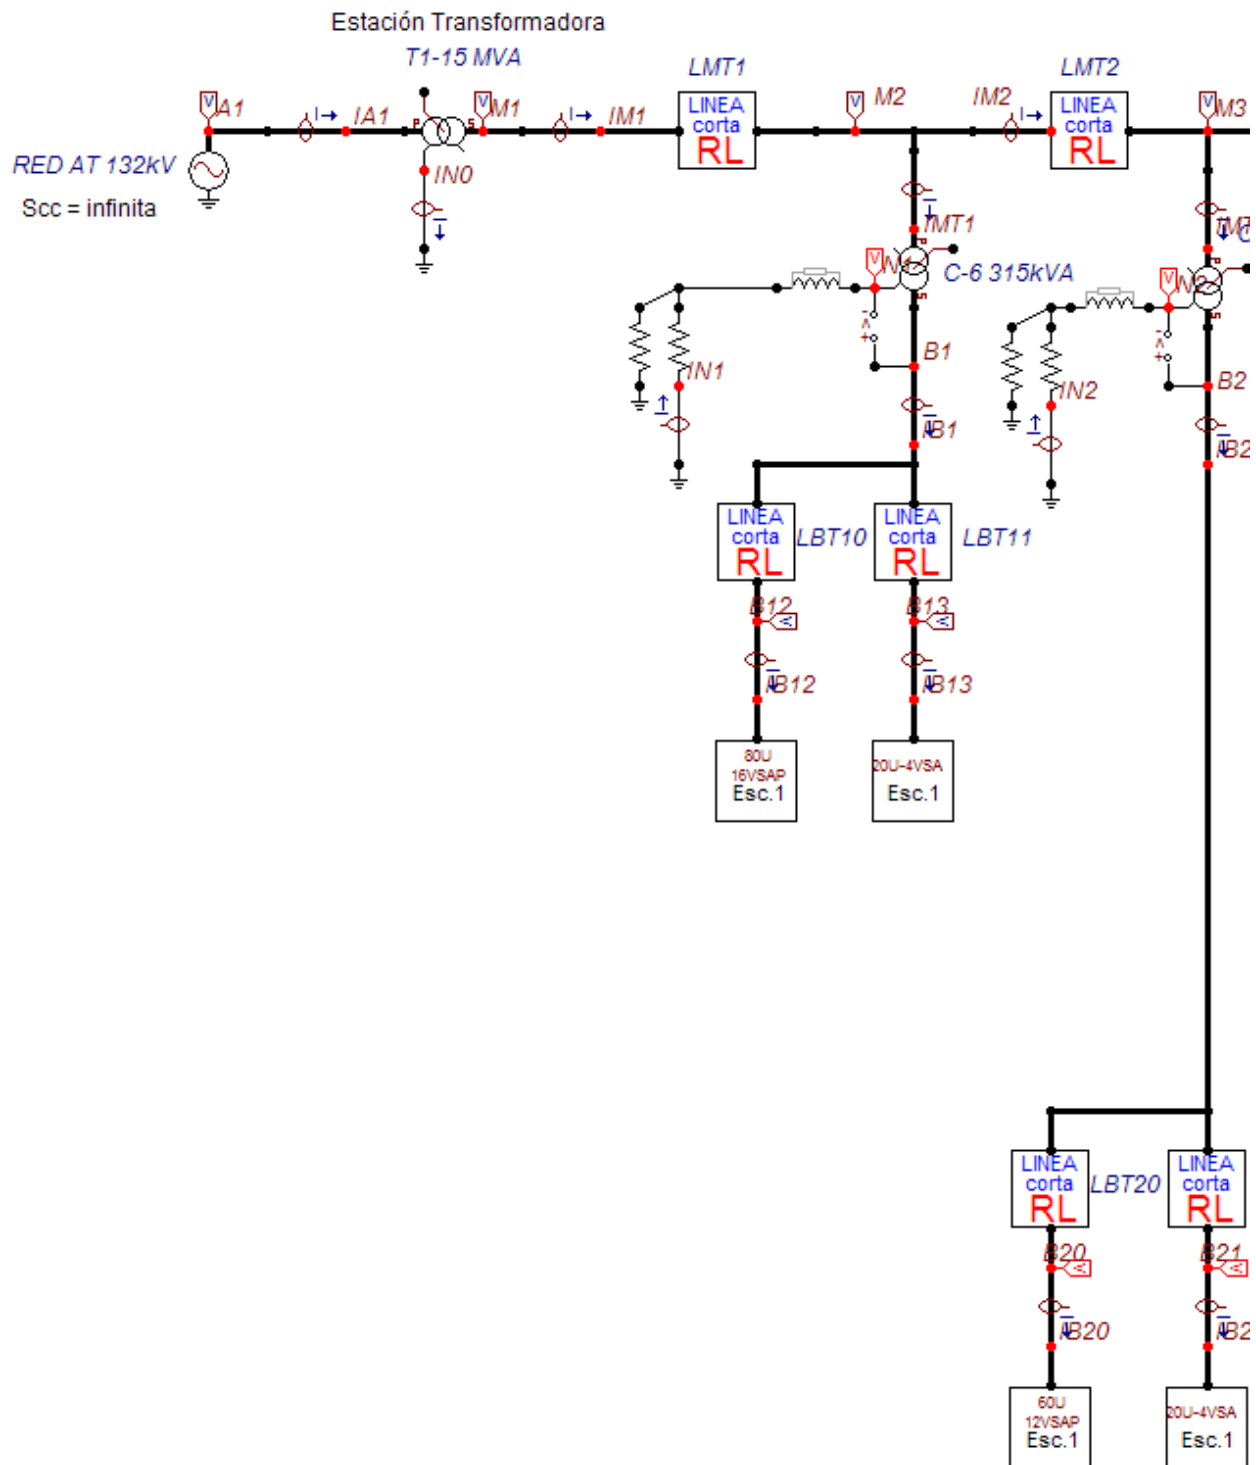 Estación Transformadora
T1-15 MVA
LMT1
LMT2
V
A1
I
IA1
P
S
V
M1
I
IM1
LINEA
corta
RL
V
M2
IM2
I
LINEA
corta
RL
V
M3
RED AT 132kV
Scc = infinita
IN0
I
I
IMT1
P
V
N1
S
C-6 315kVA
I
P
V
N2
S
B1
IN1
I
I
IB1
B2
IN2
I
I
IB2
LINEA
corta
RL
LBT10
LINEA
corta
RL
LBT11
B12
V
B13
V
I
IB12
I
IB13
80U
16VSAP
Esc.1
20U-4VSA
Esc.1
LINEA
corta
RL
LBT20
LINEA
corta
RL
B20
V
B21
V
I
IB20
I
60U
12VSAP
Esc.1
20U-4VSA
Esc.1